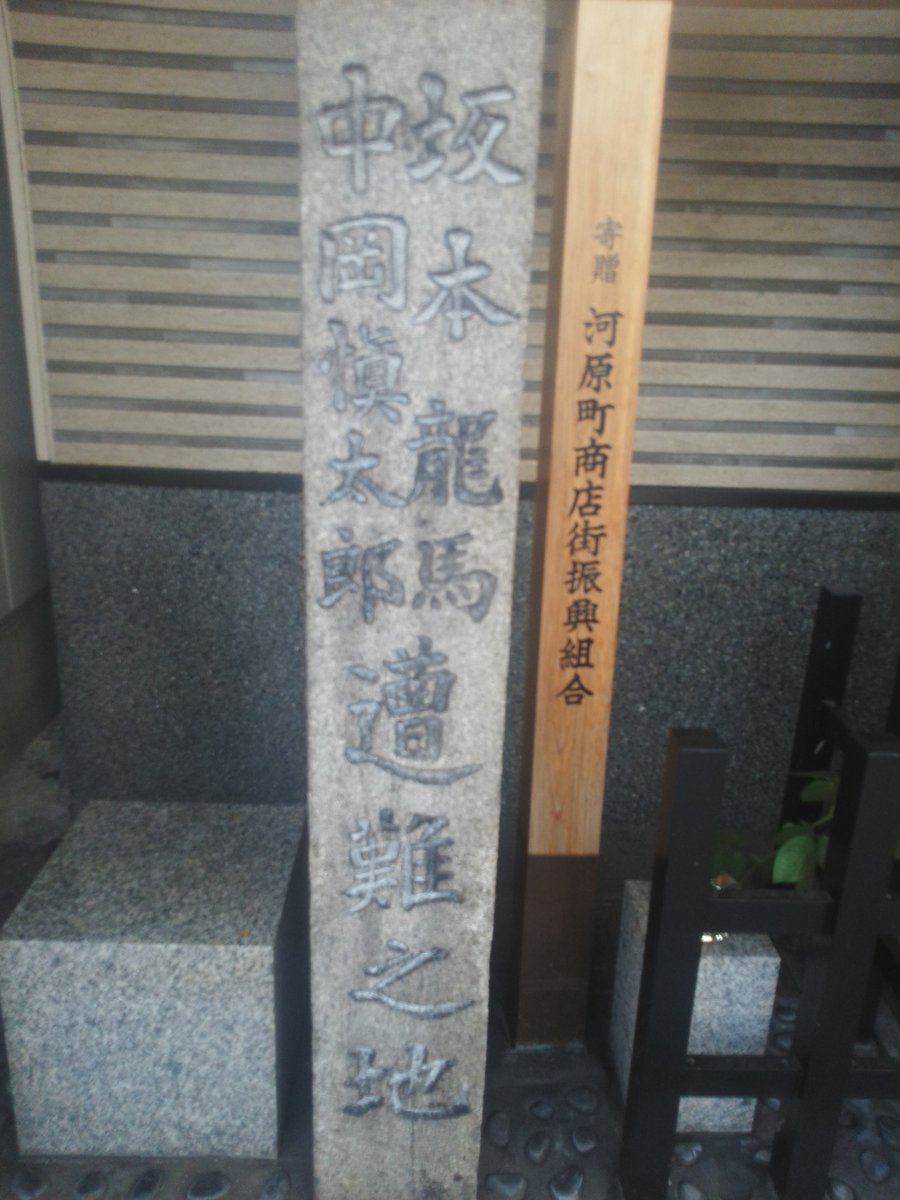 坂本龍馬
中岡慎太郎
遭難之地
寄贈 河原町商店街振興組合